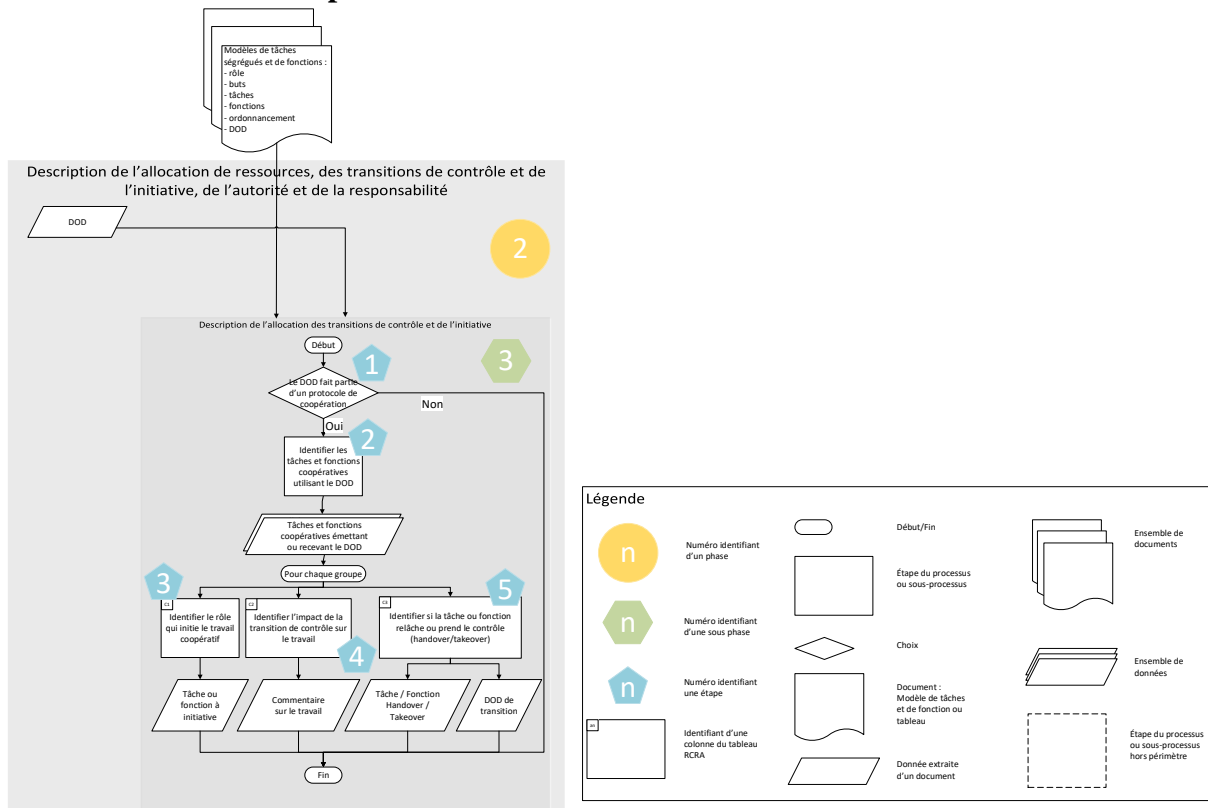 Modèles de tâches
ségrégués et de fonctions :
- rôle
- buts
- tâches
- fonctions
- ordonnancement
- DOD
Description de l'allocation de ressources, des transitions de contrôle et de
l'initiative, de l'autorité et de la responsabilité
DOD
2
Description de l'allocation des transitions de contrôle et de l'initiative
Début
1
3
Le DOD fait partie
d'un protocole de
coopération
Non
Oui
2
Identifier les
tâches et fonctions
coopératives
utilisant le DOD
Tâches et fonctions
coopératives émettant
ou recevant le DOD
Pour chaque groupe
3
5
C1
Identifier le rôle
qui initie le travail
coopératif
C2
Identifier l'impact de la
transition de contrôle sur
le travail
4
C3
Identifier si la tâche ou fonction
relâche ou prend le contrôle
(handover/takeover)
Tâche ou
fonction à
initiative
Commentaire
sur le travail
Tâche / Fonction
Handover /
Takeover
DOD de
transition
Fin
Légende
n
Numéro identifiant
d'un phase
n
Numéro identifiant
d'une sous phase
n
Numéro identifiant
une étape
Identifiant d'une
colonne du tableau
RCRA
Début/Fin
Étape du processus
ou sous-processus
Choix
Document :
Modèle de tâches
et de fonction ou
tableau
Donnée extraite
d'un document
Ensemble de
documents
Ensemble de
données
Étape du processus
ou sous-processus
hors périmètre